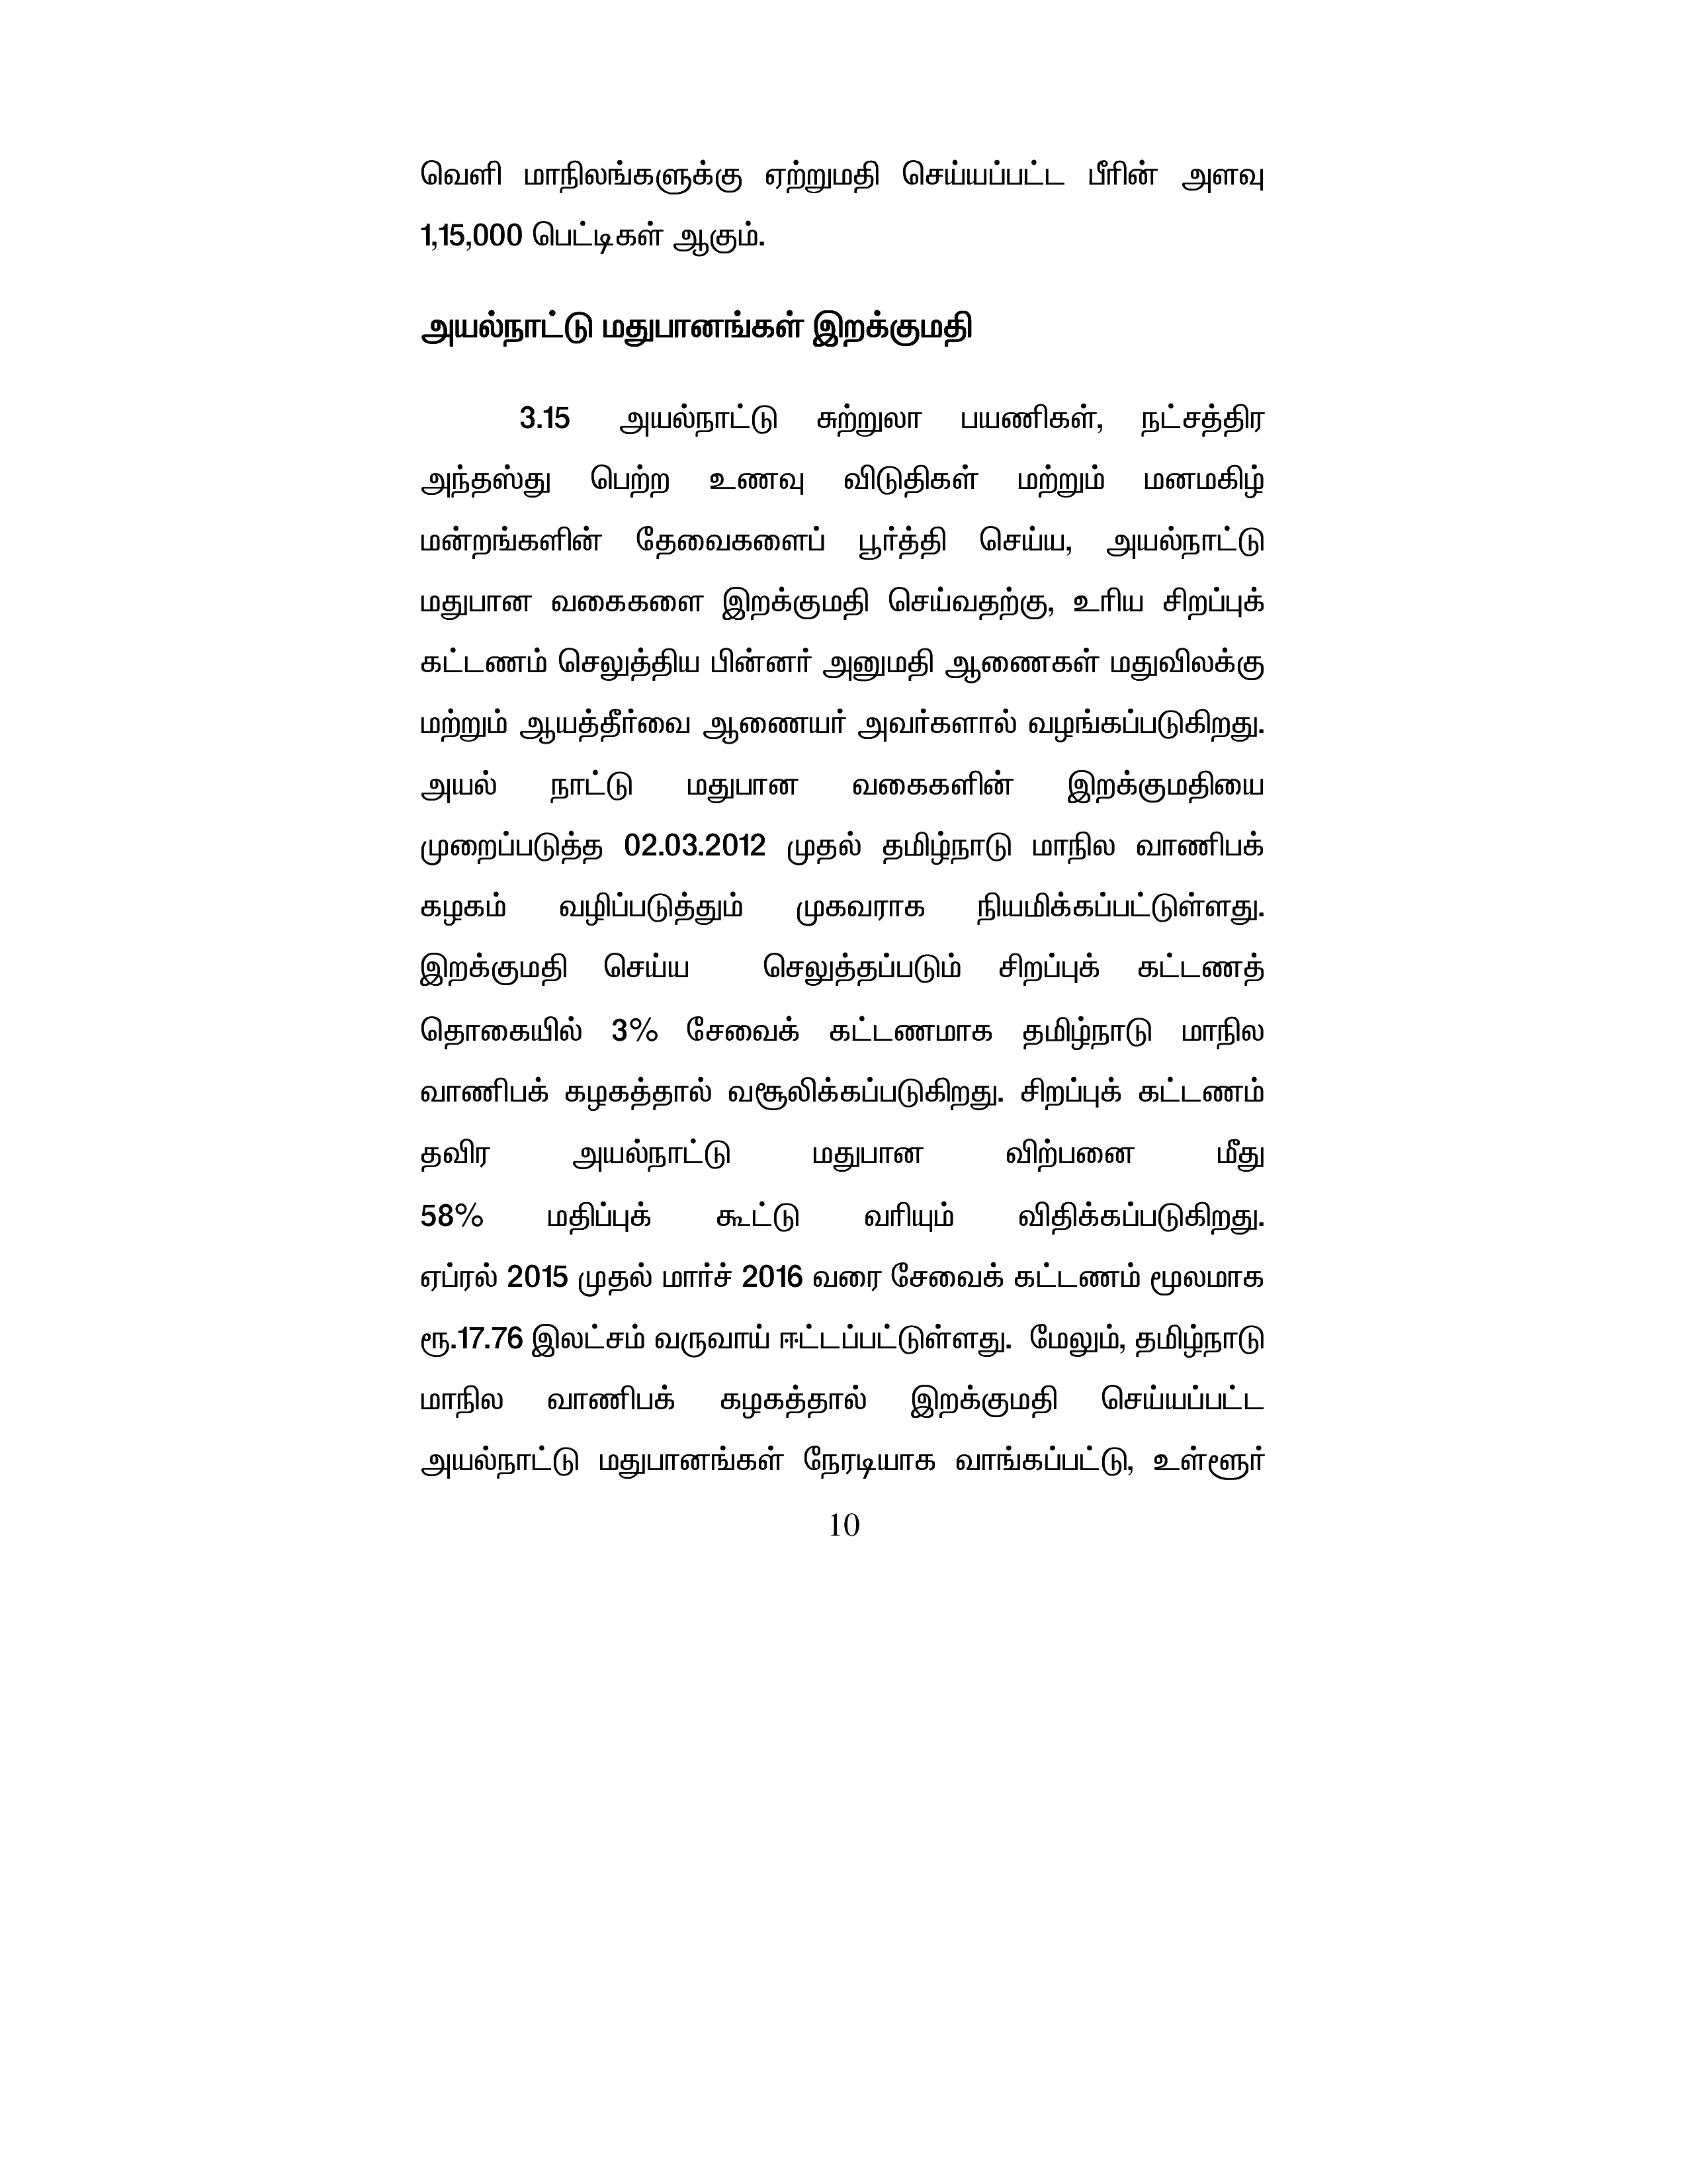 வெளி மாநிலங்களுக்கு ஏற்றுமதி செய்யப்பட்ட பீரின் அளவு
1,15,000 பெட்டிகள் ஆகும்.
அயல்நாட்டு மதுபானங்கள் இறக்குமதி
3.15 அயல்நாட்டு சுற்றுலா பயணிகள், நட்சத்திர
அந்தஸ்து பெற்ற உணவு விடுதிகள் மற்றும் மனமகிழ்
மன்றங்களின் தேவைகளைப் பூர்த்தி செய்ய, அயல்நாட்டு
மதுபான வகைகளை இறக்குமதி செய்வதற்கு, உரிய சிறப்புக்
கட்டணம் செலுத்திய பின்னர் அனுமதி ஆணைகள் மதுவிலக்கு
மற்றும் ஆயத்தீர்வை ஆணையர் அவர்களால் வழங்கப்படுகிறது.
அயல் நாட்டு மதுபான வகைகளின் இறக்குமதியை
முறைப்படுத்த 02.03.2012 முதல் தமிழ்நாடு மாநில வாணிபக்
கழகம் வழிப்படுத்தும் முகவராக நியமிக்கப்பட்டுள்ளது.
இறக்குமதி செய்ய செலுத்தப்படும் சிறப்புக் கட்டணத்
தொகையில் 3% சேவைக் கட்டணமாக தமிழ்நாடு மாநில
வாணிபக் கழகத்தால் வசூலிக்கப்படுகிறது. சிறப்புக் கட்டணம்
தவிர அயல்நாட்டு மதுபான விற்பனை மீது
58% மதிப்புக் கூட்டு வரியும் விதிக்கப்படுகிறது.
ஏப்ரல் 2015 முதல் மார்ச் 2016 வரை சேவைக் கட்டணம் மூலமாக
ரூ.17.76 இலட்சம் வருவாய் ஈட்டப்பட்டுள்ளது. மேலும், தமிழ்நாடு
மாநில வாணிபக் கழகத்தால் இறக்குமதி செய்யப்பட்ட
அயல்நாட்டு மதுபானங்கள் நேரடியாக வாங்கப்பட்டு, உள்ளூர்
10